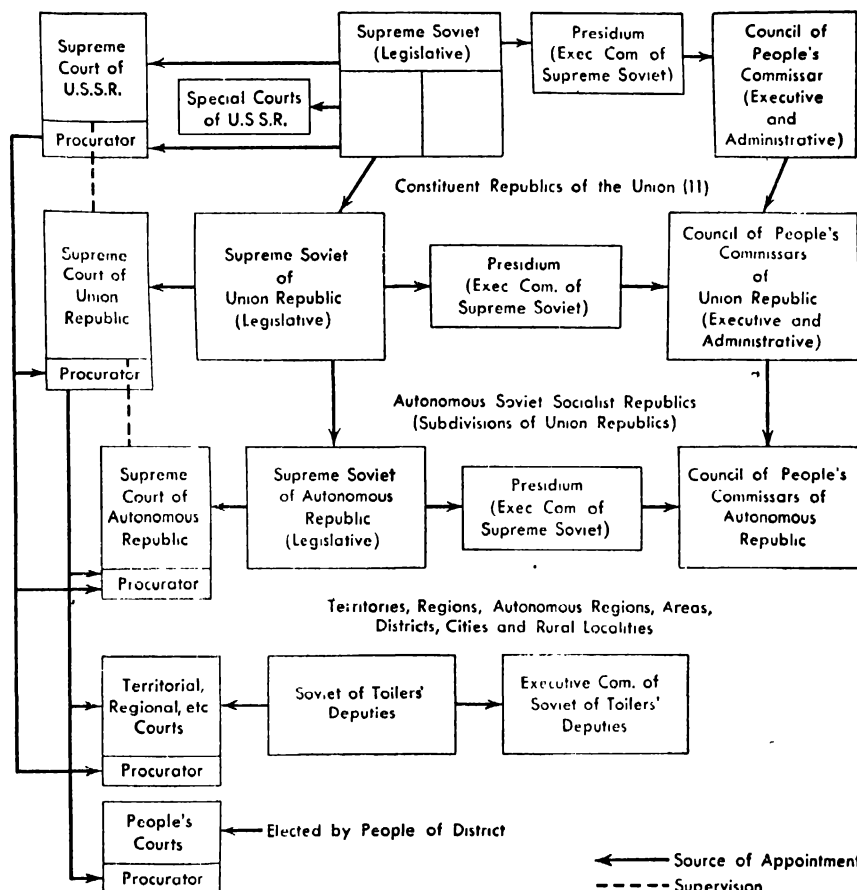 Supreme
Court of
U.S.S.R.
Procurator
Special Courts
of U.S.S.R.
Supreme Soviet
(Legislative)
Presidium
(Exec Com of
Supreme Soviet)
Council of
People's
Commissar
(Executive
and
Administrative)
Constituent Republics of the Union (11)
Supreme
Court of
Union
Republic
Procurator
Supreme Soviet
of
Union Republic
(Legislative)
Presidium
(Exec Com. of
Supreme Soviet)
Council of People's
Commissars
of
Union Republic
(Executive and
Administrative)
Autonomous Soviet Socialist Republics
(Subdivisions of Union Republics)
Supreme
Court of
Autonomous
Republic
Procurator
Supreme Soviet
of Autonomous
Republic
(Legislative)
Presidium
(Exec Com of
Supreme Soviet)
Council of People's
Commissars of
Autonomous
Republic
Territories, Regions, Autonomous Regions, Areas,
Districts, Cities and Rural Localities
Territorial,
Regional, etc
Courts
Procurator
Soviet of Toilers'
Deputies
Executive Com. of
Soviet of Toilers'
Deputies
People's
Courts
Procurator
Elected by People of District
Source of Appointment
Supervision